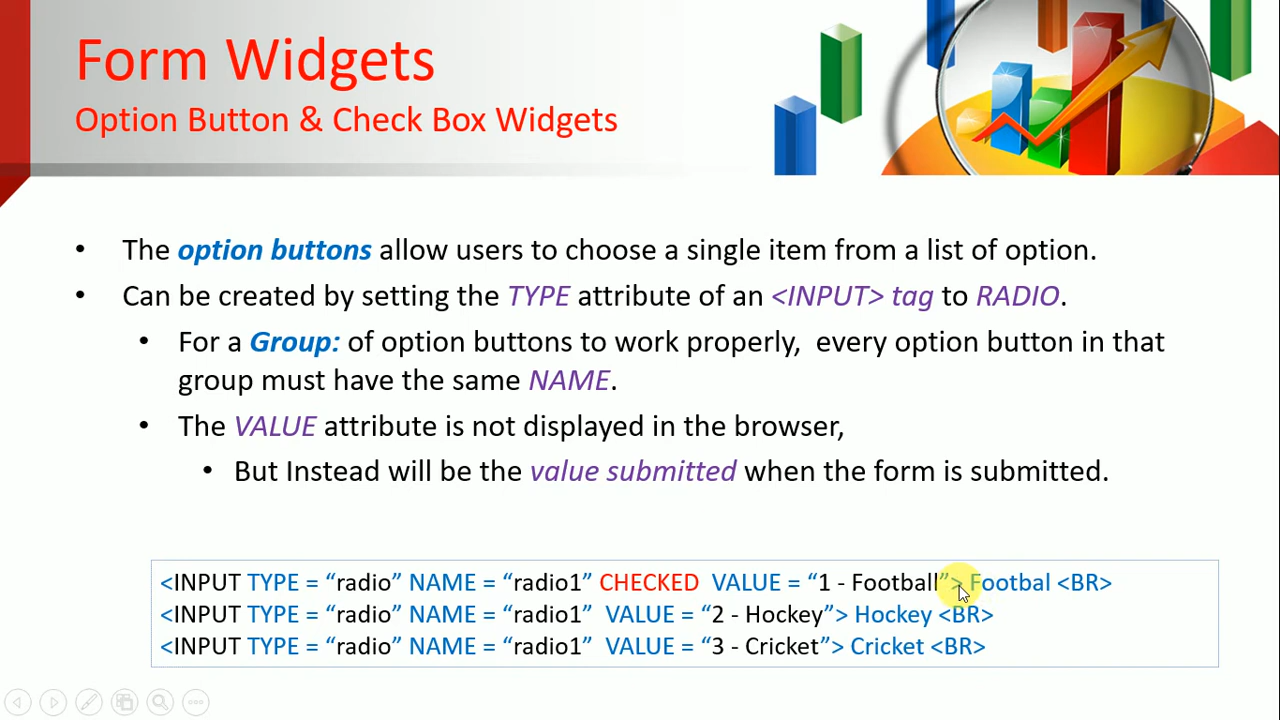 Form Widgets
Option Button & Check Box Widgets
• The option buttons allow users to choose a single item from a list of option.
• Can be created by setting the TYPE attribute of an <INPUT> tag to RADIO.
• For a Group: of option buttons to work properly,  every option button in that
group must have the same NAME.
• The VALUE attribute is not displayed in the browser,
• But Instead will be the value submitted when the form is submitted.
<INPUT TYPE = “radio” NAME = “radio1” CHECKED  VALUE = “1 - Football”> Footbal <BR>
<INPUT TYPE = “radio” NAME = “radio1”  VALUE = “2 - Hockey”> Hockey <BR>
<INPUT TYPE = “radio” NAME = “radio1”  VALUE = “3 - Cricket”> Cricket <BR>